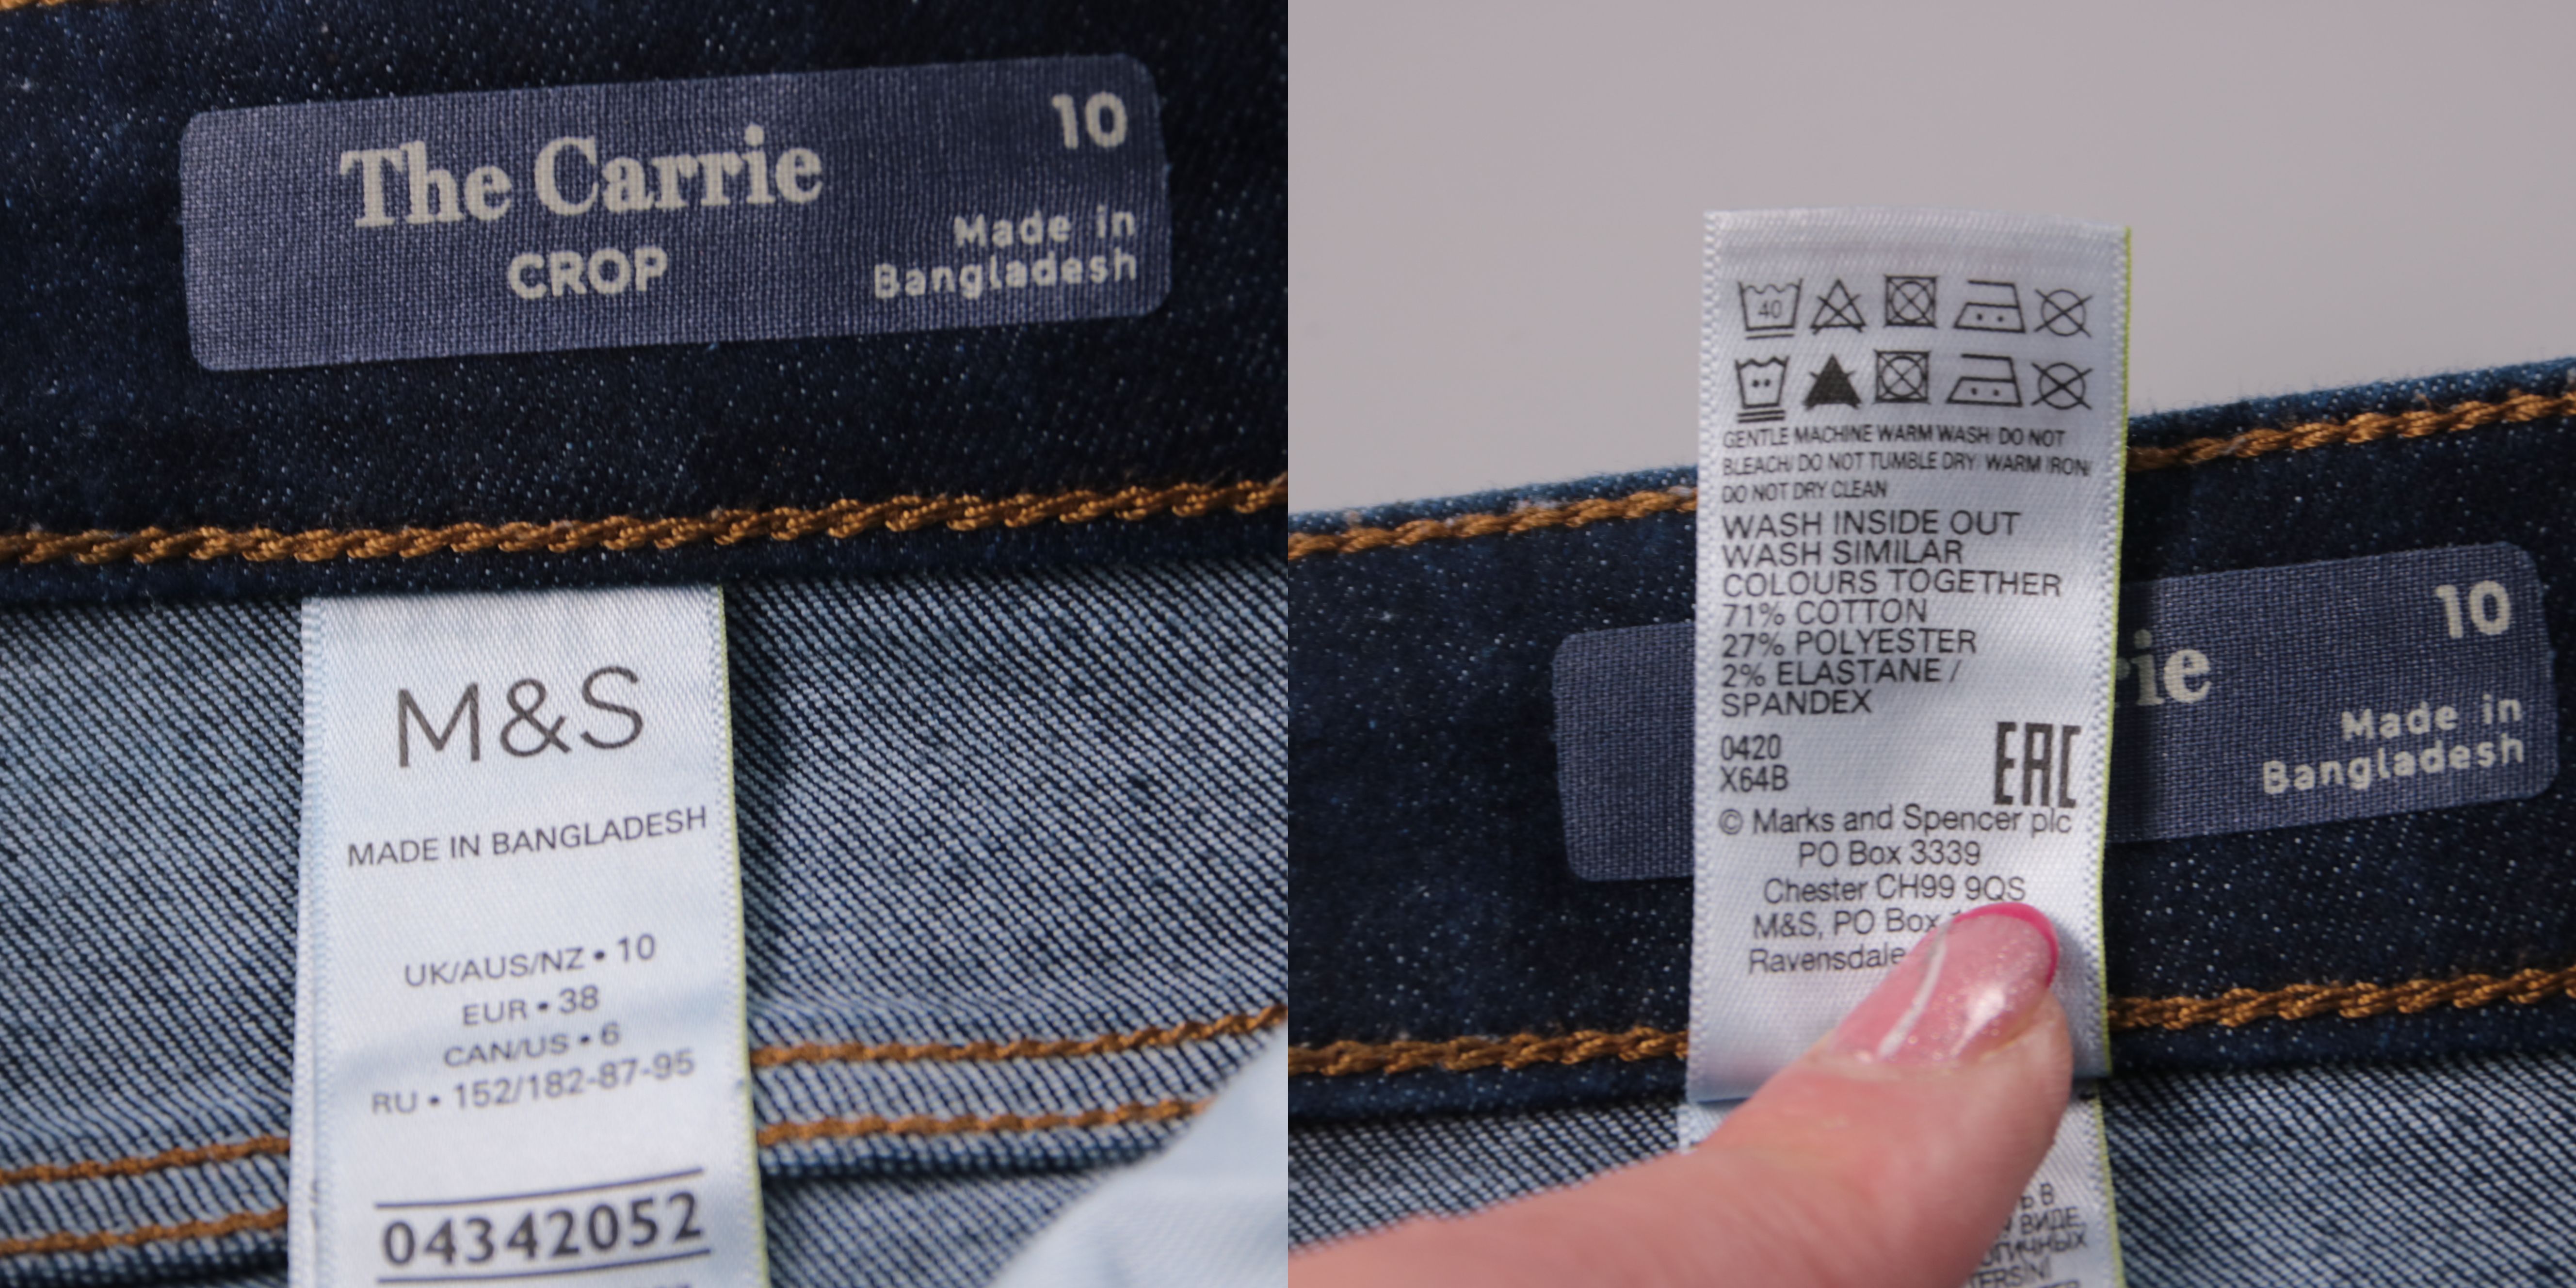 The Carrie
CROP
10
Made in
Bangladesh
M&S
MADE IN BANGLADESH
UK/AUS/NZ • 10
EUR • 38
CAN/US • 6
RU • 152/182-87-95
04342052
40
GENTLE MACHINE WARM WASH/ DO NOT
BLEACH/ DO NOT TUMBLE DRY/ WARM IRON/
DO NOT DRY CLEAN
WASH INSIDE OUT
WASH SIMILAR
COLOURS TOGETHER
71% COTTON
27% POLYESTER
2% ELASTANE /
SPANDEX
0420
X64B
EAC
© Marks and Spencer plc
PO Box 3339
Chester CH99 9QS
M&S, PO Box
Ravensdale
rie
10
Made in
Bangladesh
В
ВИДЕ,